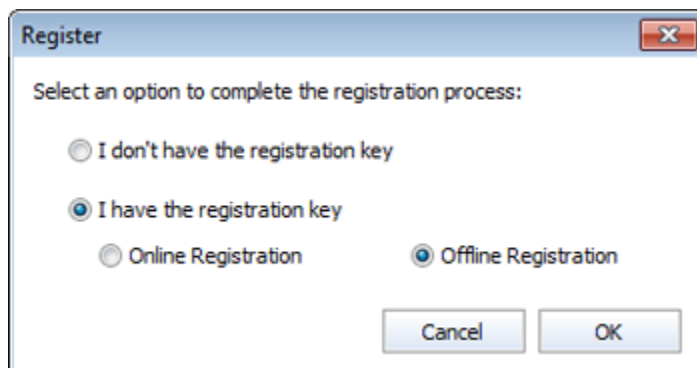 Register
Select an option to complete the registration process:
I don't have the registration key
I have the registration key
Online Registration Offline Registration
Cancel OK